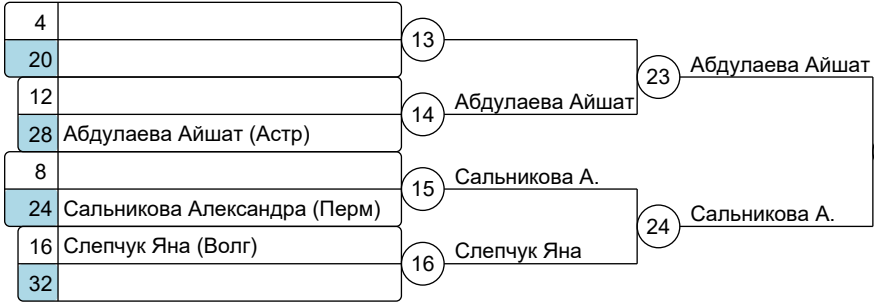 4
13
20
23
Абдулаева Айшат
12
14
Абдулаева Айшат
28 Абдулаева Айшат (Астр)
8
15
Сальникова А.
24 Сальникова Александра (Перм)
24
Сальникова А.
16 Слепчук Яна (Волг)
16
Слепчук Яна
32